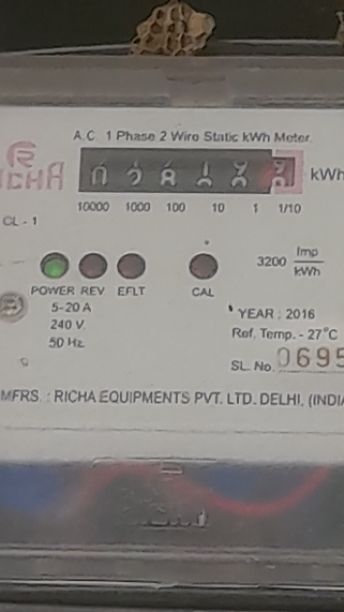 A.C. 1 Phase 2 Wire Static kWh Meter
RICHA
kWh
10000 1000 100 10 1 1/10
CL - 1
3200 Imp
kWh
POWER REV EFLT CAL
5-20 A
240 V.
50 Hz
YEAR : 2016
Ref. Temp. - 27°C
SL. No. 0695
MFRS. : RICHA EQUIPMENTS PVT. LTD. DELHI, (INDIA